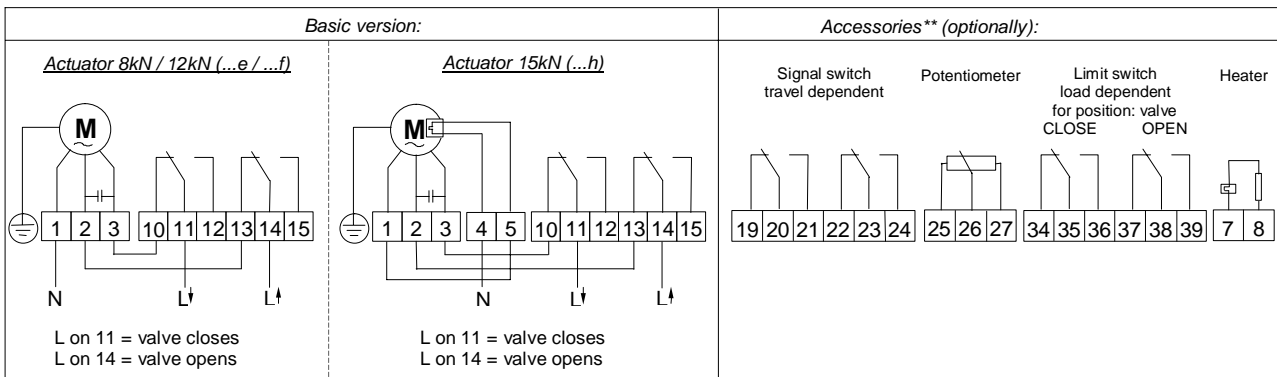 Basic version:
Accessories** (optionally):
Actuator 8kN / 12kN (...e / ...f)
Actuator 15kN (...h)
Signal switch
travel dependent
Potentiometer
Limit switch
load dependent
for position: valve
CLOSE OPEN
Heater
M
~
M
~
1 2 3 10 11 12 13 14 15
1 2 3 4 5 10 11 12 13 14 15
19 20 21 22 23 24
25 26 27
34 35 36 37 38 39
7 8
N L L
N L L
L on 11 = valve closes
L on 14 = valve opens
L on 11 = valve closes
L on 14 = valve opens